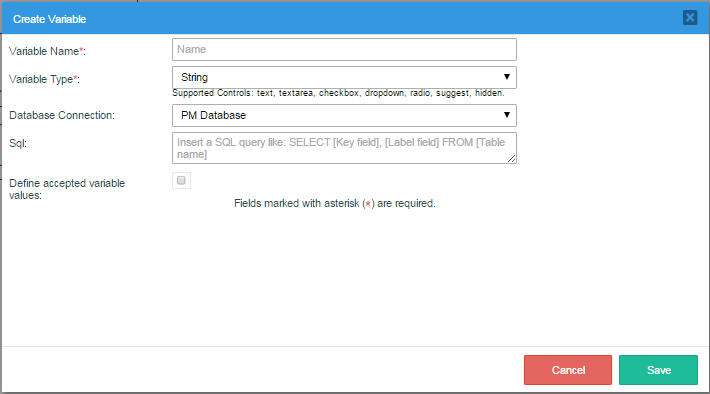 Create Variable
Variable Name*:
Name
Variable Type*:
String
Supported Controls: text, textarea, checkbox, dropdown, radio, suggest, hidden.
Database Connection:
PM Database
Sql:
Insert a SQL query like: SELECT [Key field], [Label field] FROM [Table
name]
Define accepted variable
values:
Fields marked with asterisk (*) are required.
Cancel
Save